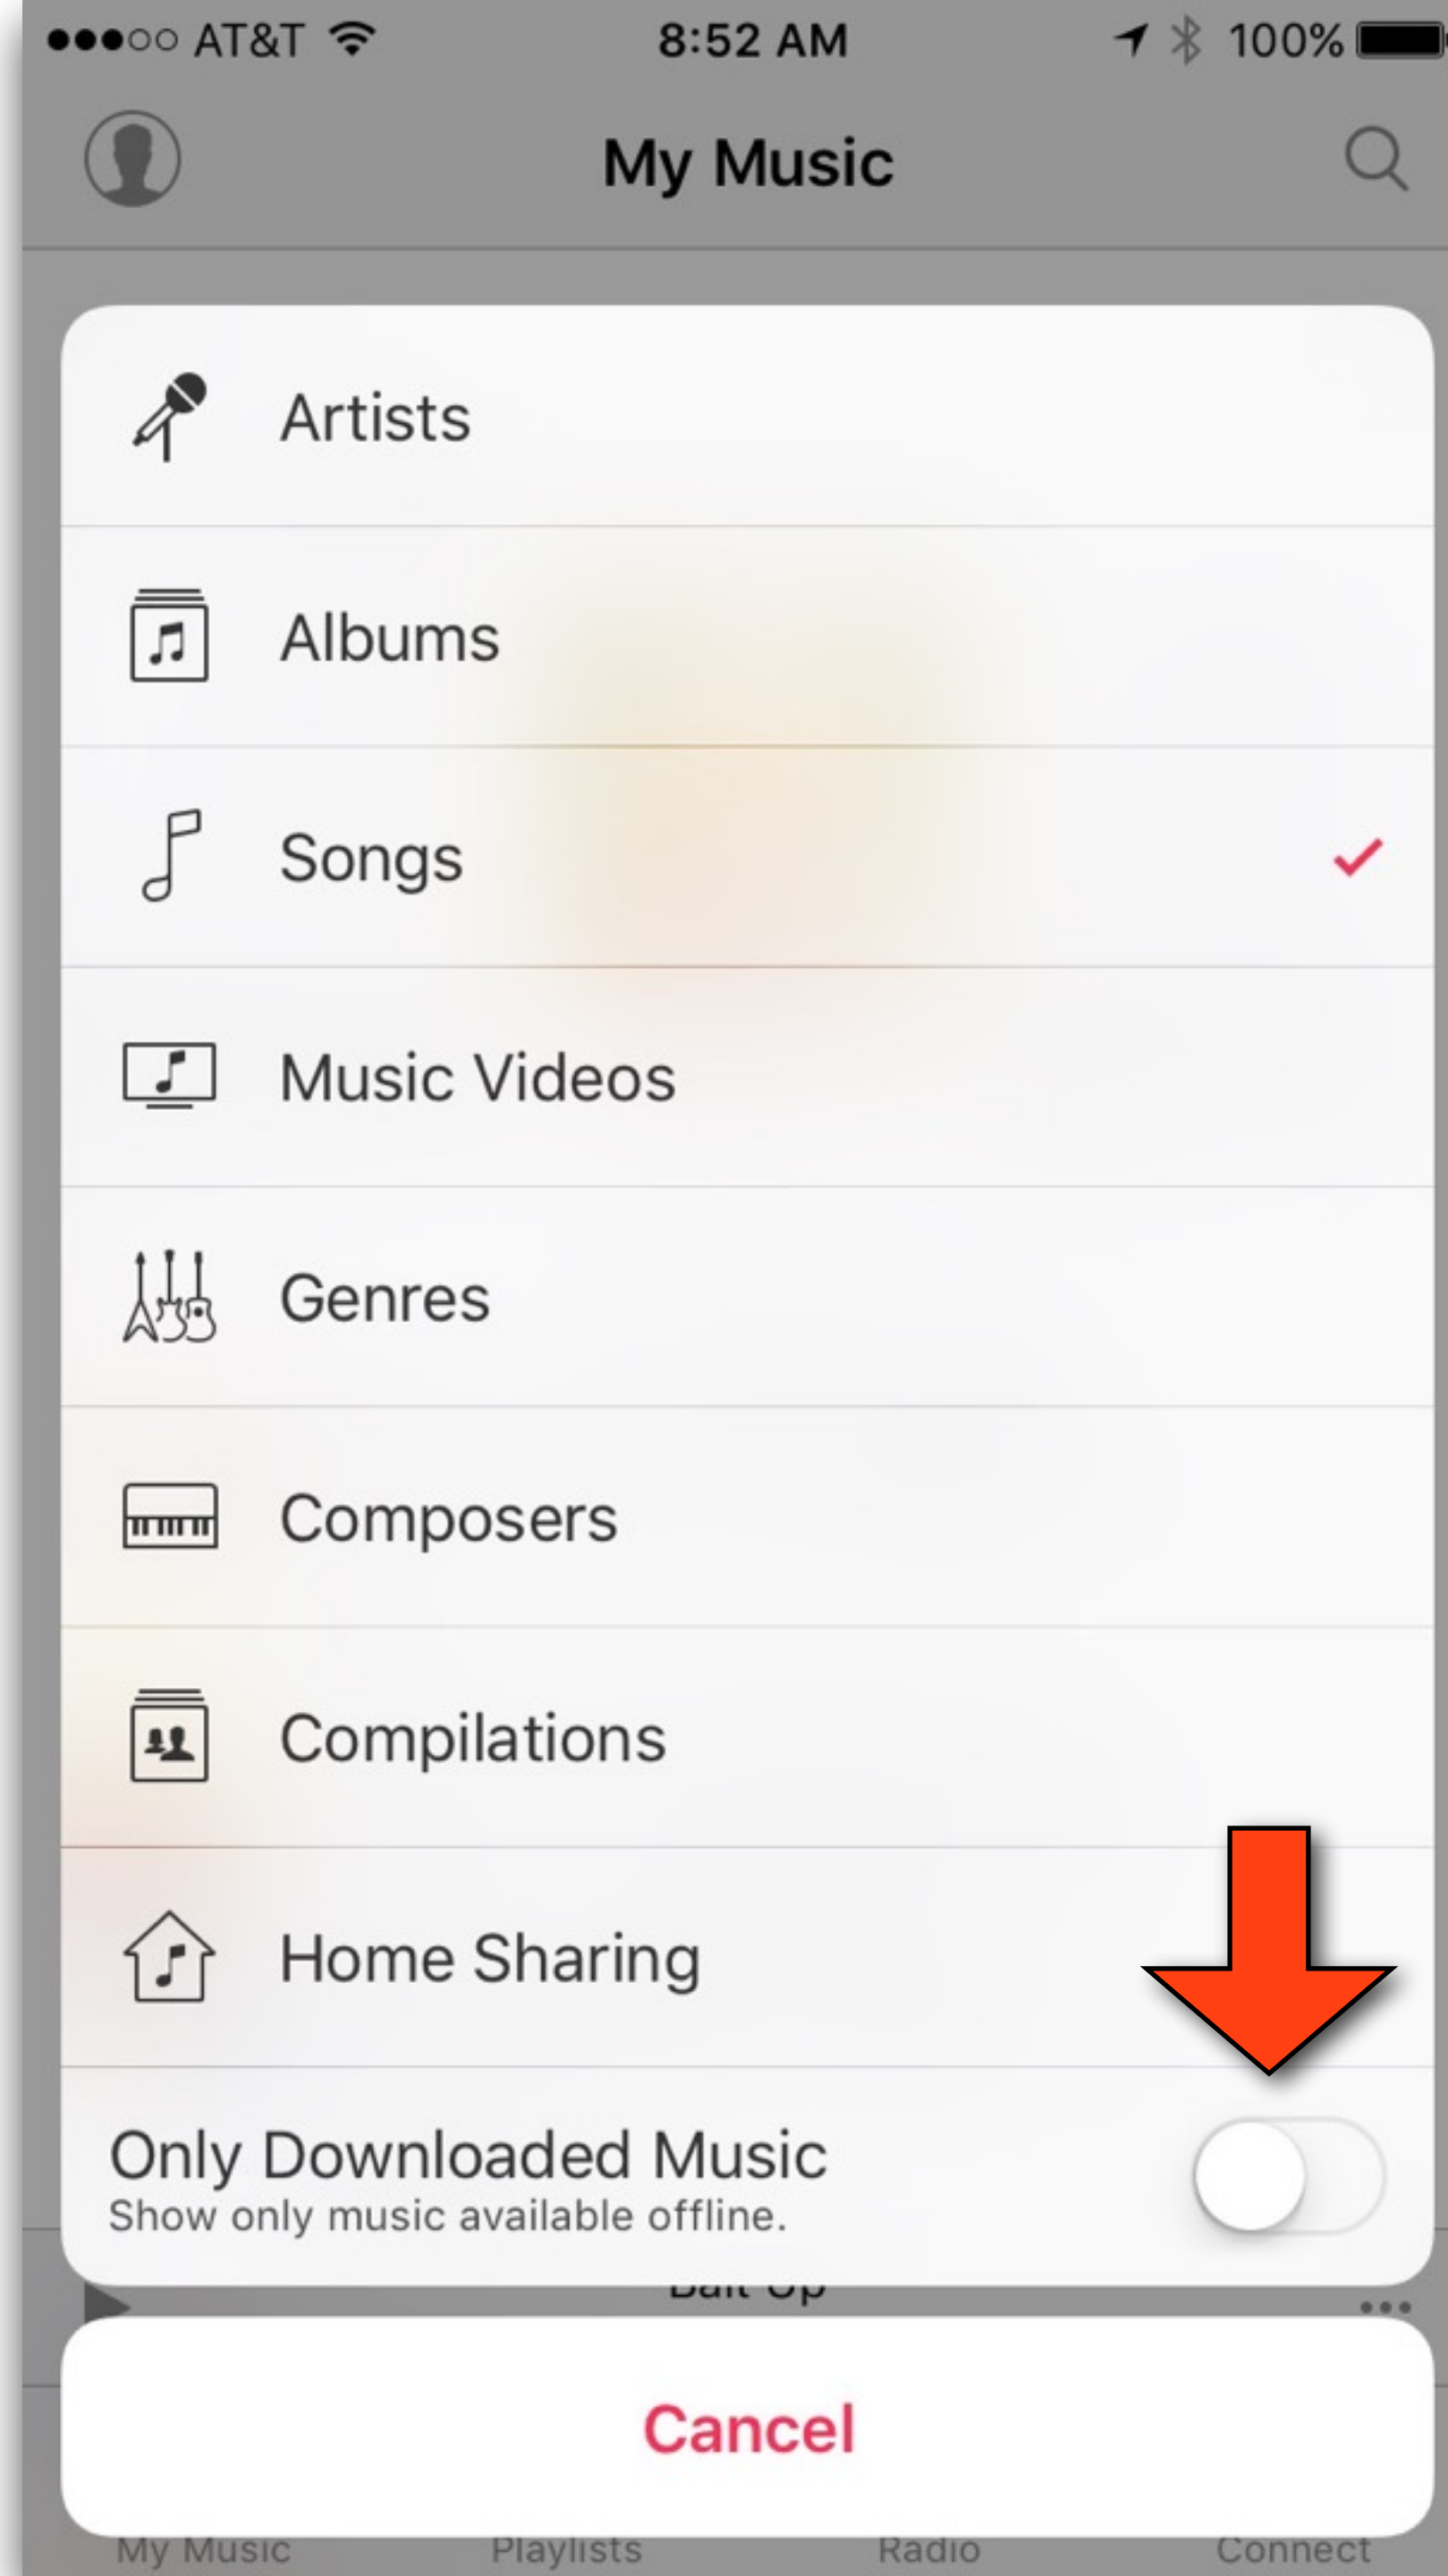 AT&T
8:52 AM
100%
My Music
Artists
Albums
Songs
Music Videos
Genres
Composers
Compilations
Home Sharing
Only Downloaded Music
Show only music available offline.
Up
Cancel
My Music
Playlists
Radio
Connect